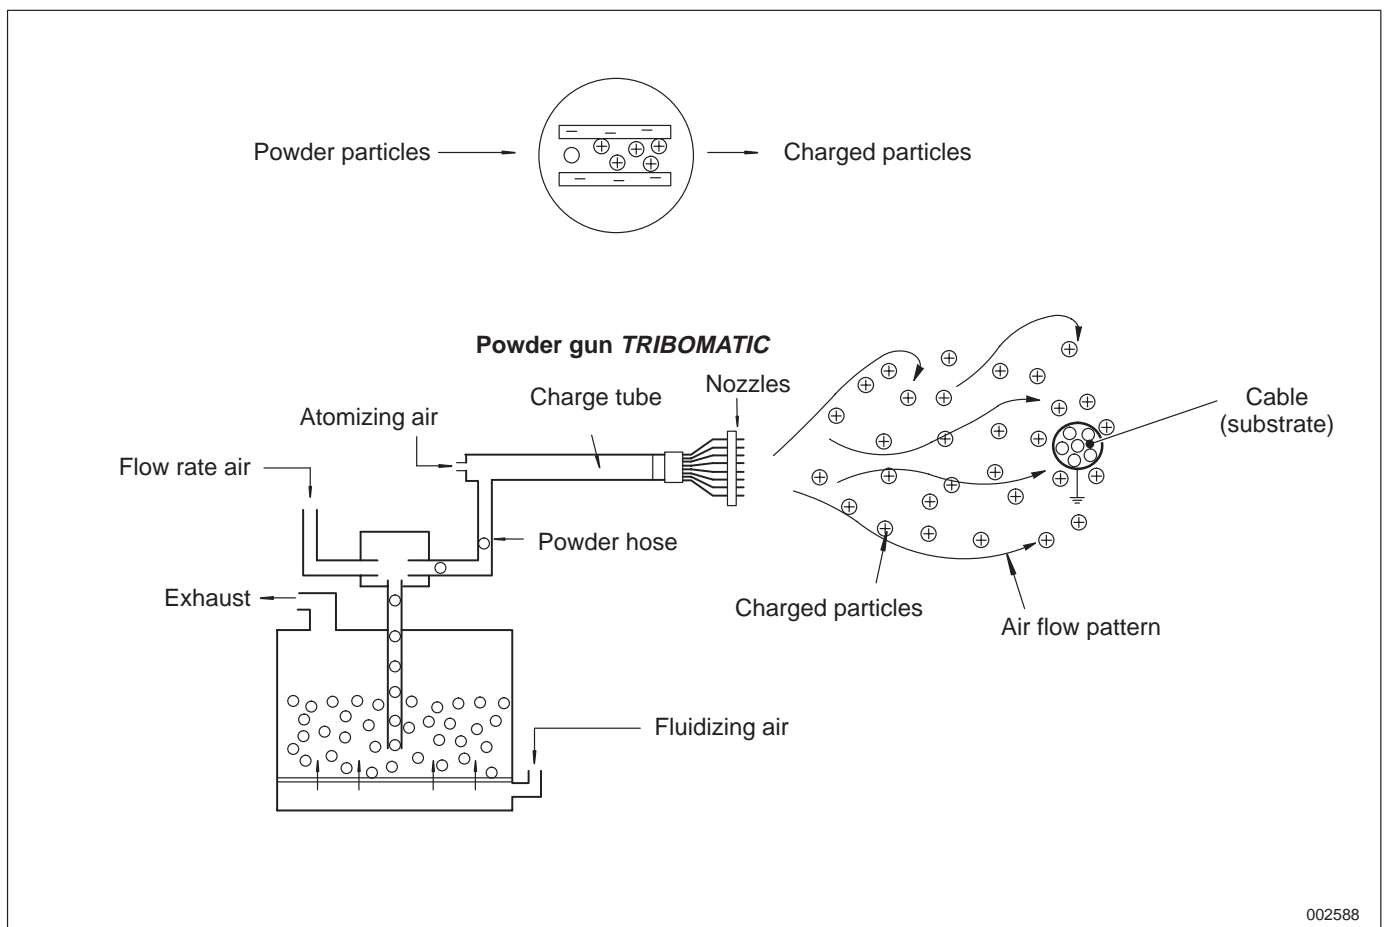 Powder particles
Charged particles
Powder gun TRIBOMATIC
Nozzles
Charge tube
Atomizing air
Flow rate air
Cable
(substrate)
Powder hose
Exhaust
Charged particles
Air flow pattern
Fluidizing air
002588